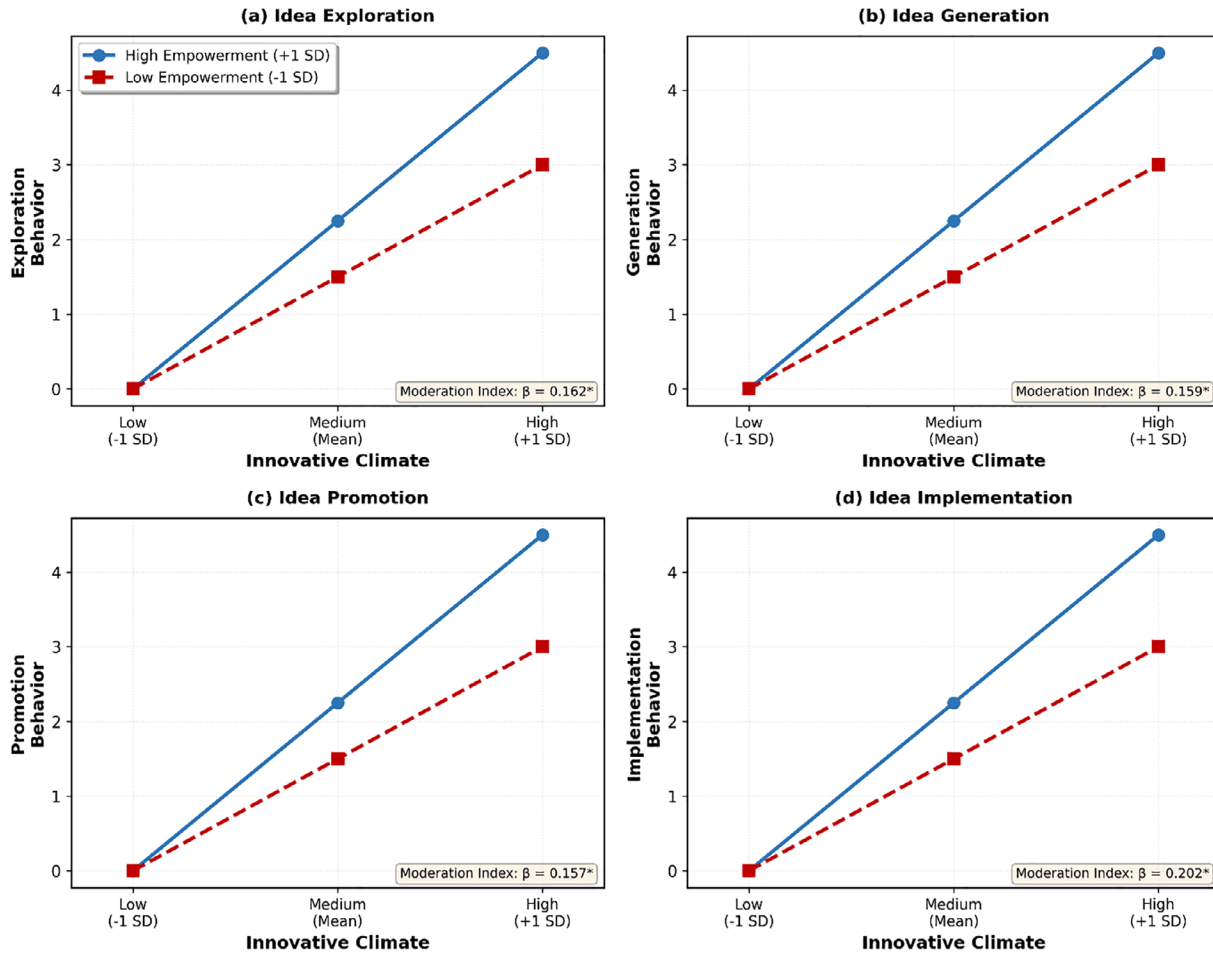 (a) Idea Exploration
High Empowerment (+1 SD)
Low Empowerment (-1 SD)
4
3
2
1
0
Exploration
Behavior
Moderation Index: β = 0.162*
Low
(-1 SD)
Medium
(Mean)
High
(+1 SD)
Innovative Climate
(b) Idea Generation
4
3
2
1
0
Generation
Behavior
Moderation Index: β = 0.159*
Low
(-1 SD)
Medium
(Mean)
High
(+1 SD)
Innovative Climate
(c) Idea Promotion
4
3
2
1
0
Promotion
Behavior
Moderation Index: β = 0.157*
Low
(-1 SD)
Medium
(Mean)
High
(+1 SD)
Innovative Climate
(d) Idea Implementation
4
3
2
1
0
Implementation
Behavior
Moderation Index: β = 0.202*
Low
(-1 SD)
Medium
(Mean)
High
(+1 SD)
Innovative Climate